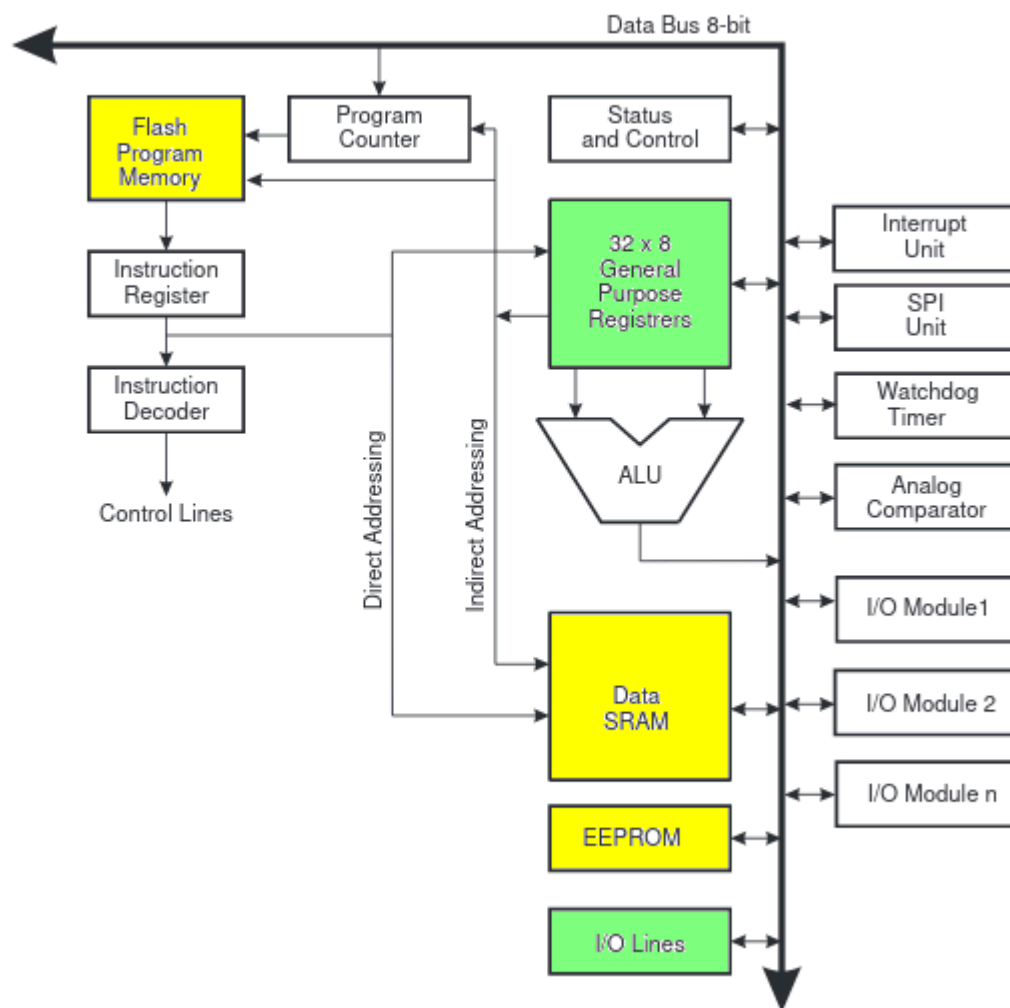 Data Bus 8-bit
Flash
Program
Memory
Program
Counter
Status
and Control
Interrupt
Unit
32 x 8
General
Purpose
Registrers
Instruction
Register
SPI
Unit
Instruction
Decoder
Watchdog
Timer
Direct Addressing
Indirect Addressing
ALU
Analog
Comparator
Control Lines
I/O Module1
Data
SRAM
I/O Module 2
I/O Module n
EEPROM
I/O Lines